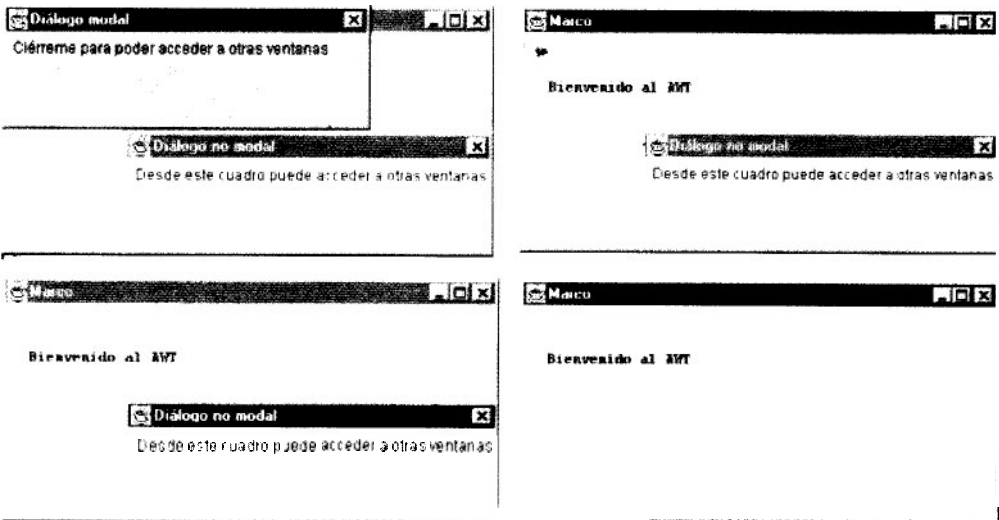 Diálogo modal
Ciérreme para poder acceder a otras ventanas
Diálogo no modal
Desde este cuadro puede acceder a otras ventanas
Marco
Bienvenido al AWT
Diálogo no modal
Desde este cuadro puede acceder a otras ventanas
Marco
Bienvenido al AWT
Diálogo no modal
Desde este cuadro puede acceder a otras ventanas
Marco
Bienvenido al AWT